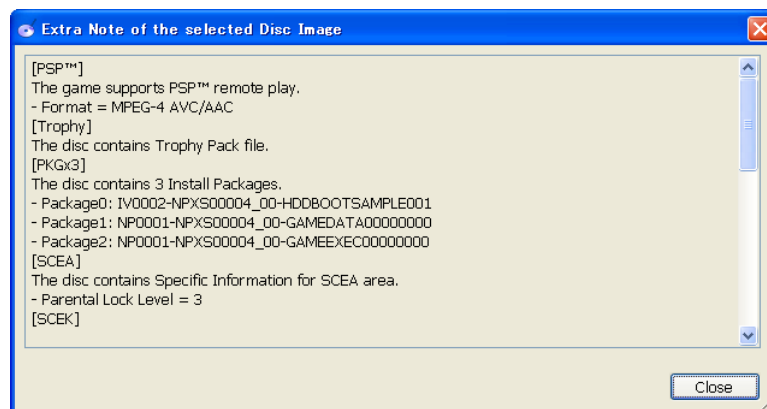 Extra Note of the selected Disc Image
[PSP™]
The game supports PSP™ remote play.
- Format = MPEG-4 AVC/AAC
[Trophy]
The disc contains Trophy Pack file.
[PKGx3]
The disc contains 3 Install Packages.
- Package0: IV0002-NPXS00004_00-HDDBOOTSAMPLE001
- Package1: NP0001-NPXS00004_00-GAMEDATA00000000
- Package2: NP0001-NPXS00004_00-GAMEEXEC00000000
[SCEA]
The disc contains Specific Information for SCEA area.
- Parental Lock Level = 3
[SCEK]
Close